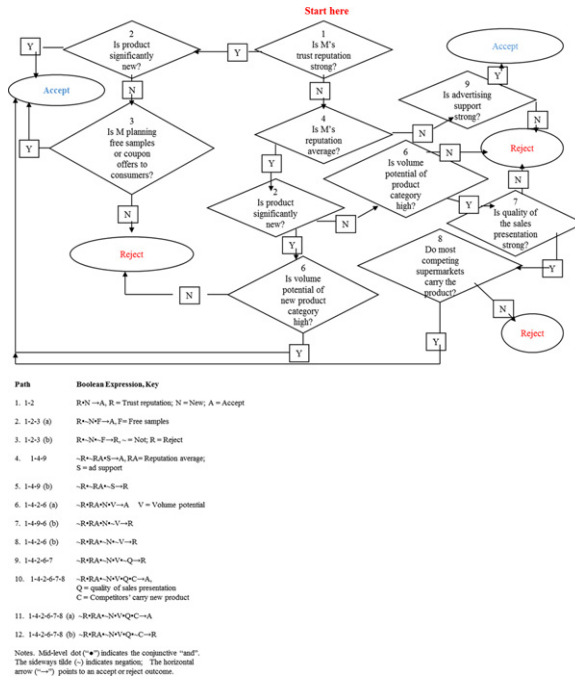 Start here
1
Is M's
trust reputation
strong?
Y
2
Is product
significantly
new?
Y
Accept
N
3
Is M planning
free samples
or coupon
offers to
consumers?
Y
N
Reject
N
4
Is M's
reputation
average?
N
9
Is advertising
support
strong?
Y
Accept
N
Reject
Y
2
Is product
significantly
new?
N
6
Is volume
potential of
product
category
high?
N
Y
7
Is quality of
the sales
presentation
strong?
N
Y
8
Do most
competing
supermarkets
carry the
product?
N
Reject
Y
Y
6
Is volume
potential of
new product
category
high?
N
Y
Path Boolean Expression, Key
1. 1-2 R•N →A, R = Trust reputation; N = New; A = Accept
2. 1-2-3 (a) R•~N•F→A, F= Free samples
3. 1-2-3 (b) R•~N•~F→R, ~ = Not; R = Reject
4. 1-4-9 ~R•~RA•S→A, RA= Reputation average;
S = ad support
5. 1-4-9 (b) ~R•~RA•~S→R
6. 1-4-2-6 (a) ~R•RA•N•V→A V = Volume potential
7. 1-4-9-6 (b) ~R•RA•N•~V→R
8. 1-4-2-6 (b) ~R•RA•~N•~V→R
9. 1-4-2-6-7 ~R•RA•~N•V•~Q→R
10. 1-4-2-6-7-8 ~R•RA•~N•V•Q•C→A,
Q = quality of sales presentation
C = Competitors' carry new product
11. 1-4-2-6-7-8 (a) ~R•RA•~N•V•Q•C→A
12. 1-4-2-6-7-8 (b) ~R•RA•~N•V•Q•~C→R
Notes. Mid-level dot ("●") indicates the conjunctive "and".
The sideways tilde (~) indicates negation; The horizontal
arrow ("→") points to an accept or reject outcome.